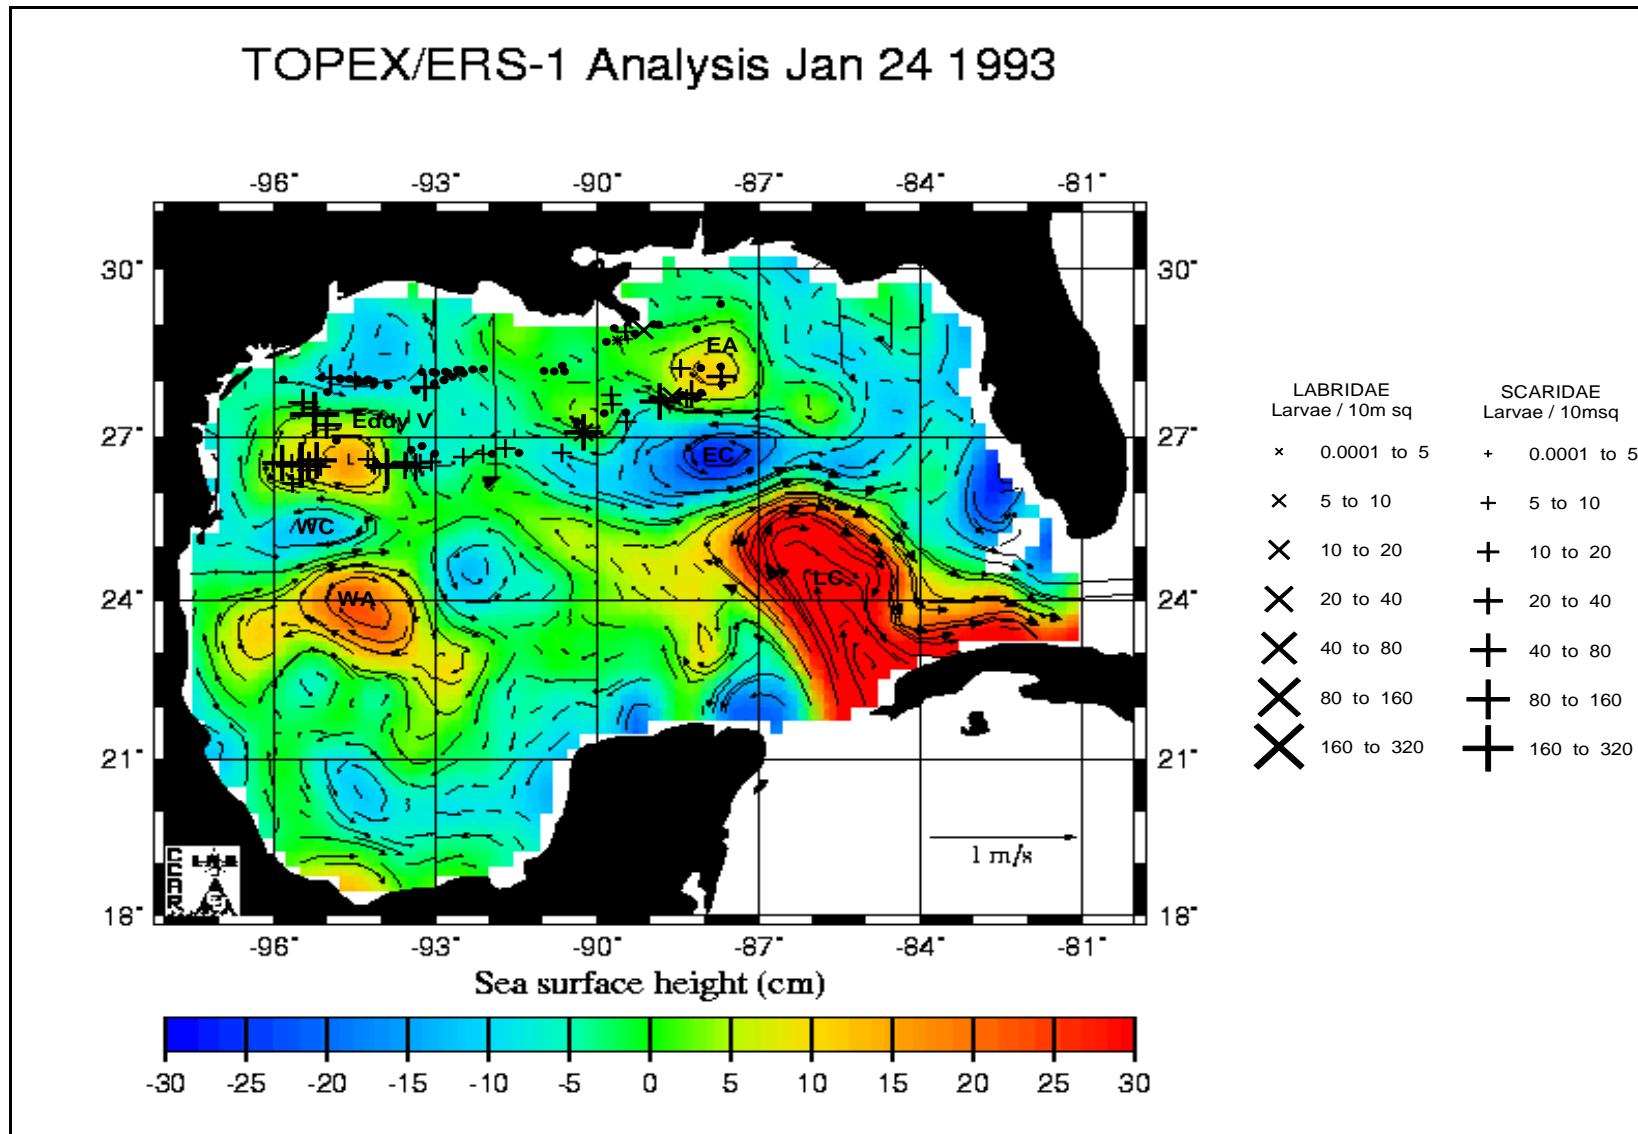 TOPEX/ERS-1 Analysis Jan 24 1993
-96° -93° -90° -87° -84° -81°
30° 30°
EA
27° Eddy V 27°
EC
WC
LC
24° WA 24°
21° 21°
1 m/s
CCAR
18° 18°
-96° -93° -90° -87° -84° -81°
Sea surface height (cm)
-30 -25 -20 -15 -10 -5 0 5 10 15 20 25 30
LABRIDAE
Larvae / 10m sq
0.0001 to 5
5 to 10
10 to 20
20 to 40
40 to 80
80 to 160
160 to 320
SCARIDAE
Larvae / 10msq
0.0001 to 5
5 to 10
10 to 20
20 to 40
40 to 80
80 to 160
160 to 320